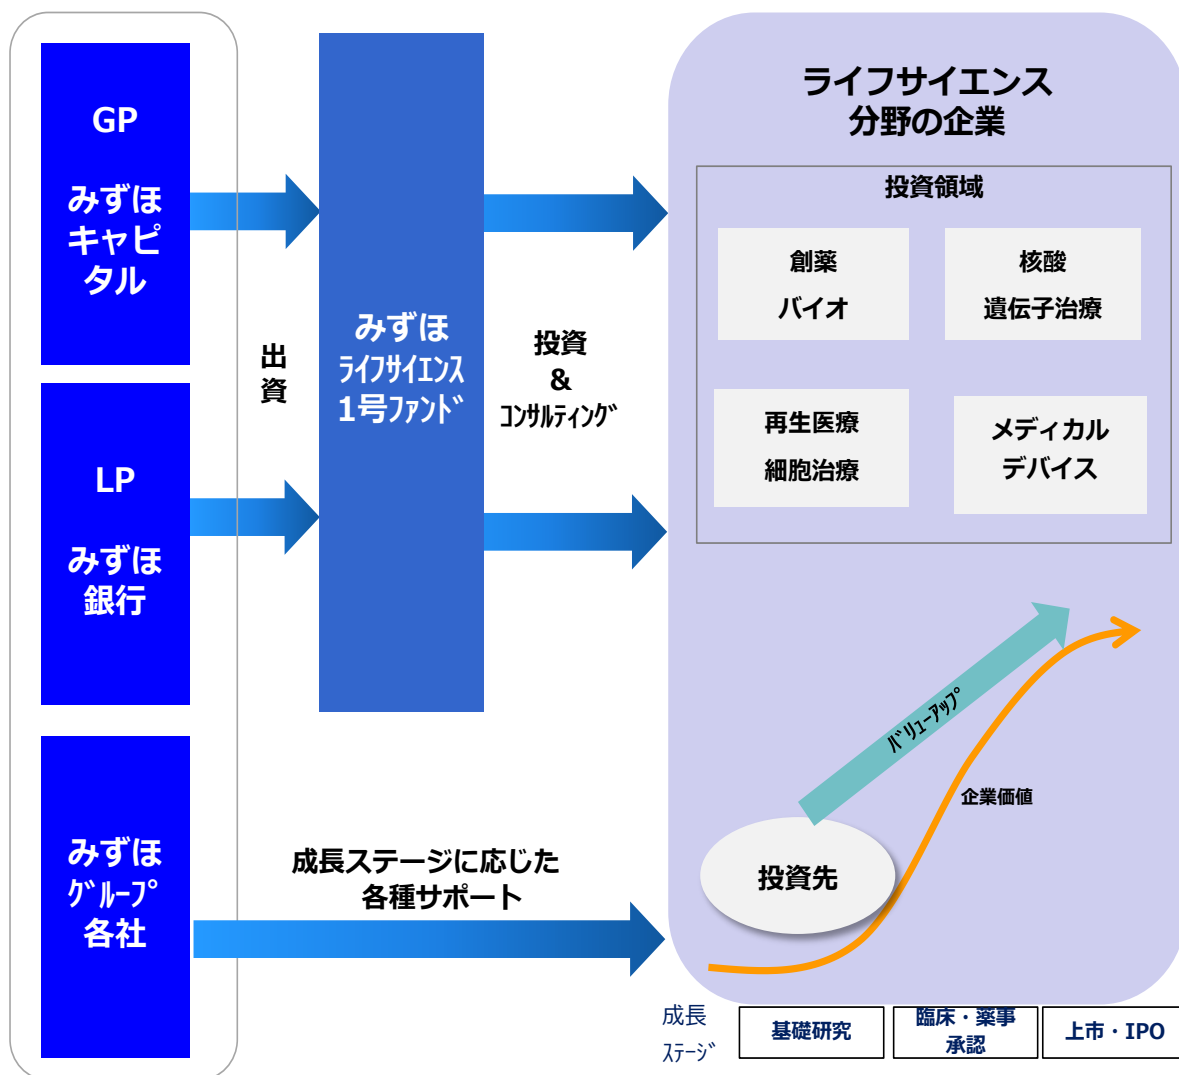 GP
みずほ
キャピ
タル
LP
みずほ
銀行
みずほ
ｸﾞﾙｰﾌﾟ
各社
出
資
みずほ
ﾗｲﾌｻｲｴﾝｽ
1号ﾌｧﾝﾄﾞ
投資
&
ｺﾝｻﾙﾃｨﾝｸﾞ
成長ステージに応じた
各種サポート
ライフサイエンス
分野の企業
投資領域
創薬
バイオ
核酸
遺伝子治療
再生医療
細胞治療
メディカル
デバイス
ﾊﾞﾘｭｰｱｯﾌﾟ
企業価値
投資先
成長
ｽﾃｰｼﾞ
基礎研究
臨床・薬事
承認
上市・IPO